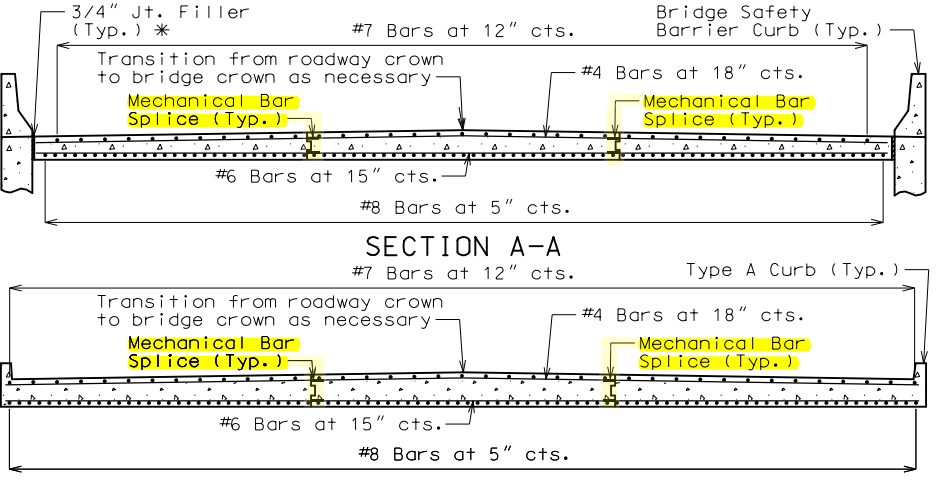 3/4" Jt. Filler
(Typ.) *
#7 Bars at 12" cts.
Bridge Safety
Barrier Curb (Typ.)
Transition from roadway crown
to bridge crown as necessary
#4 Bars at 18" cts.
Mechanical Bar
Splice (Typ.)
Mechanical Bar
Splice (Typ.)
#6 Bars at 15" cts.
#8 Bars at 5" cts.
SECTION A-A
#7 Bars at 12" cts.
Type A Curb (Typ.)
Transition from roadway crown
to bridge crown as necessary
#4 Bars at 18" cts.
Mechanical Bar
Splice (Typ.)
Mechanical Bar
Splice (Typ.)
#6 Bars at 15" cts.
#8 Bars at 5" cts.